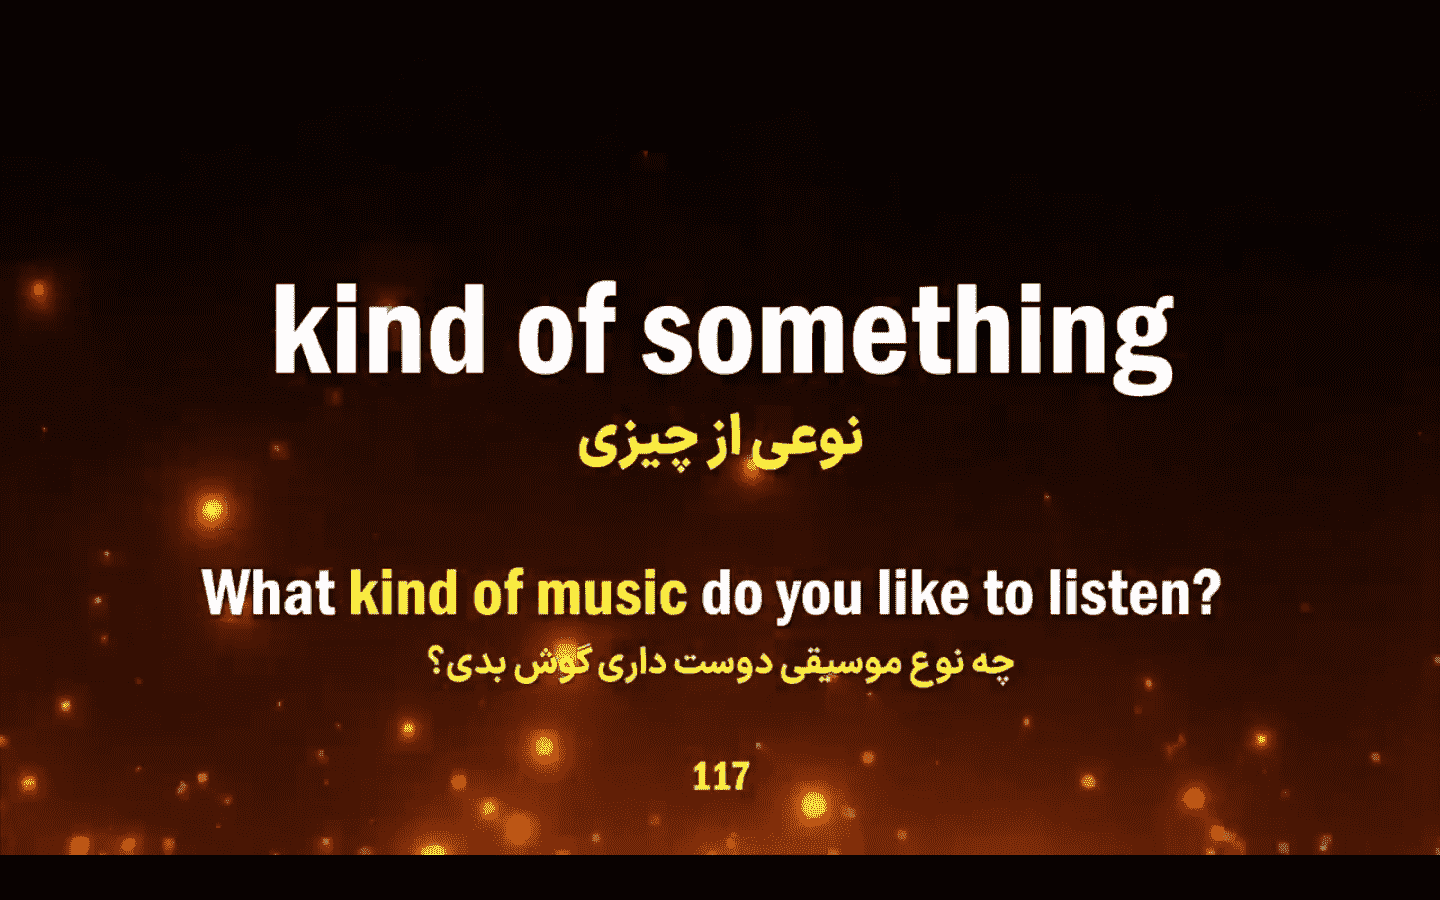 kind of something
نوعی از چیزی
What kind of music do you like to listen?
چه نوع موسیقی دوست داری گوش بدی؟
117